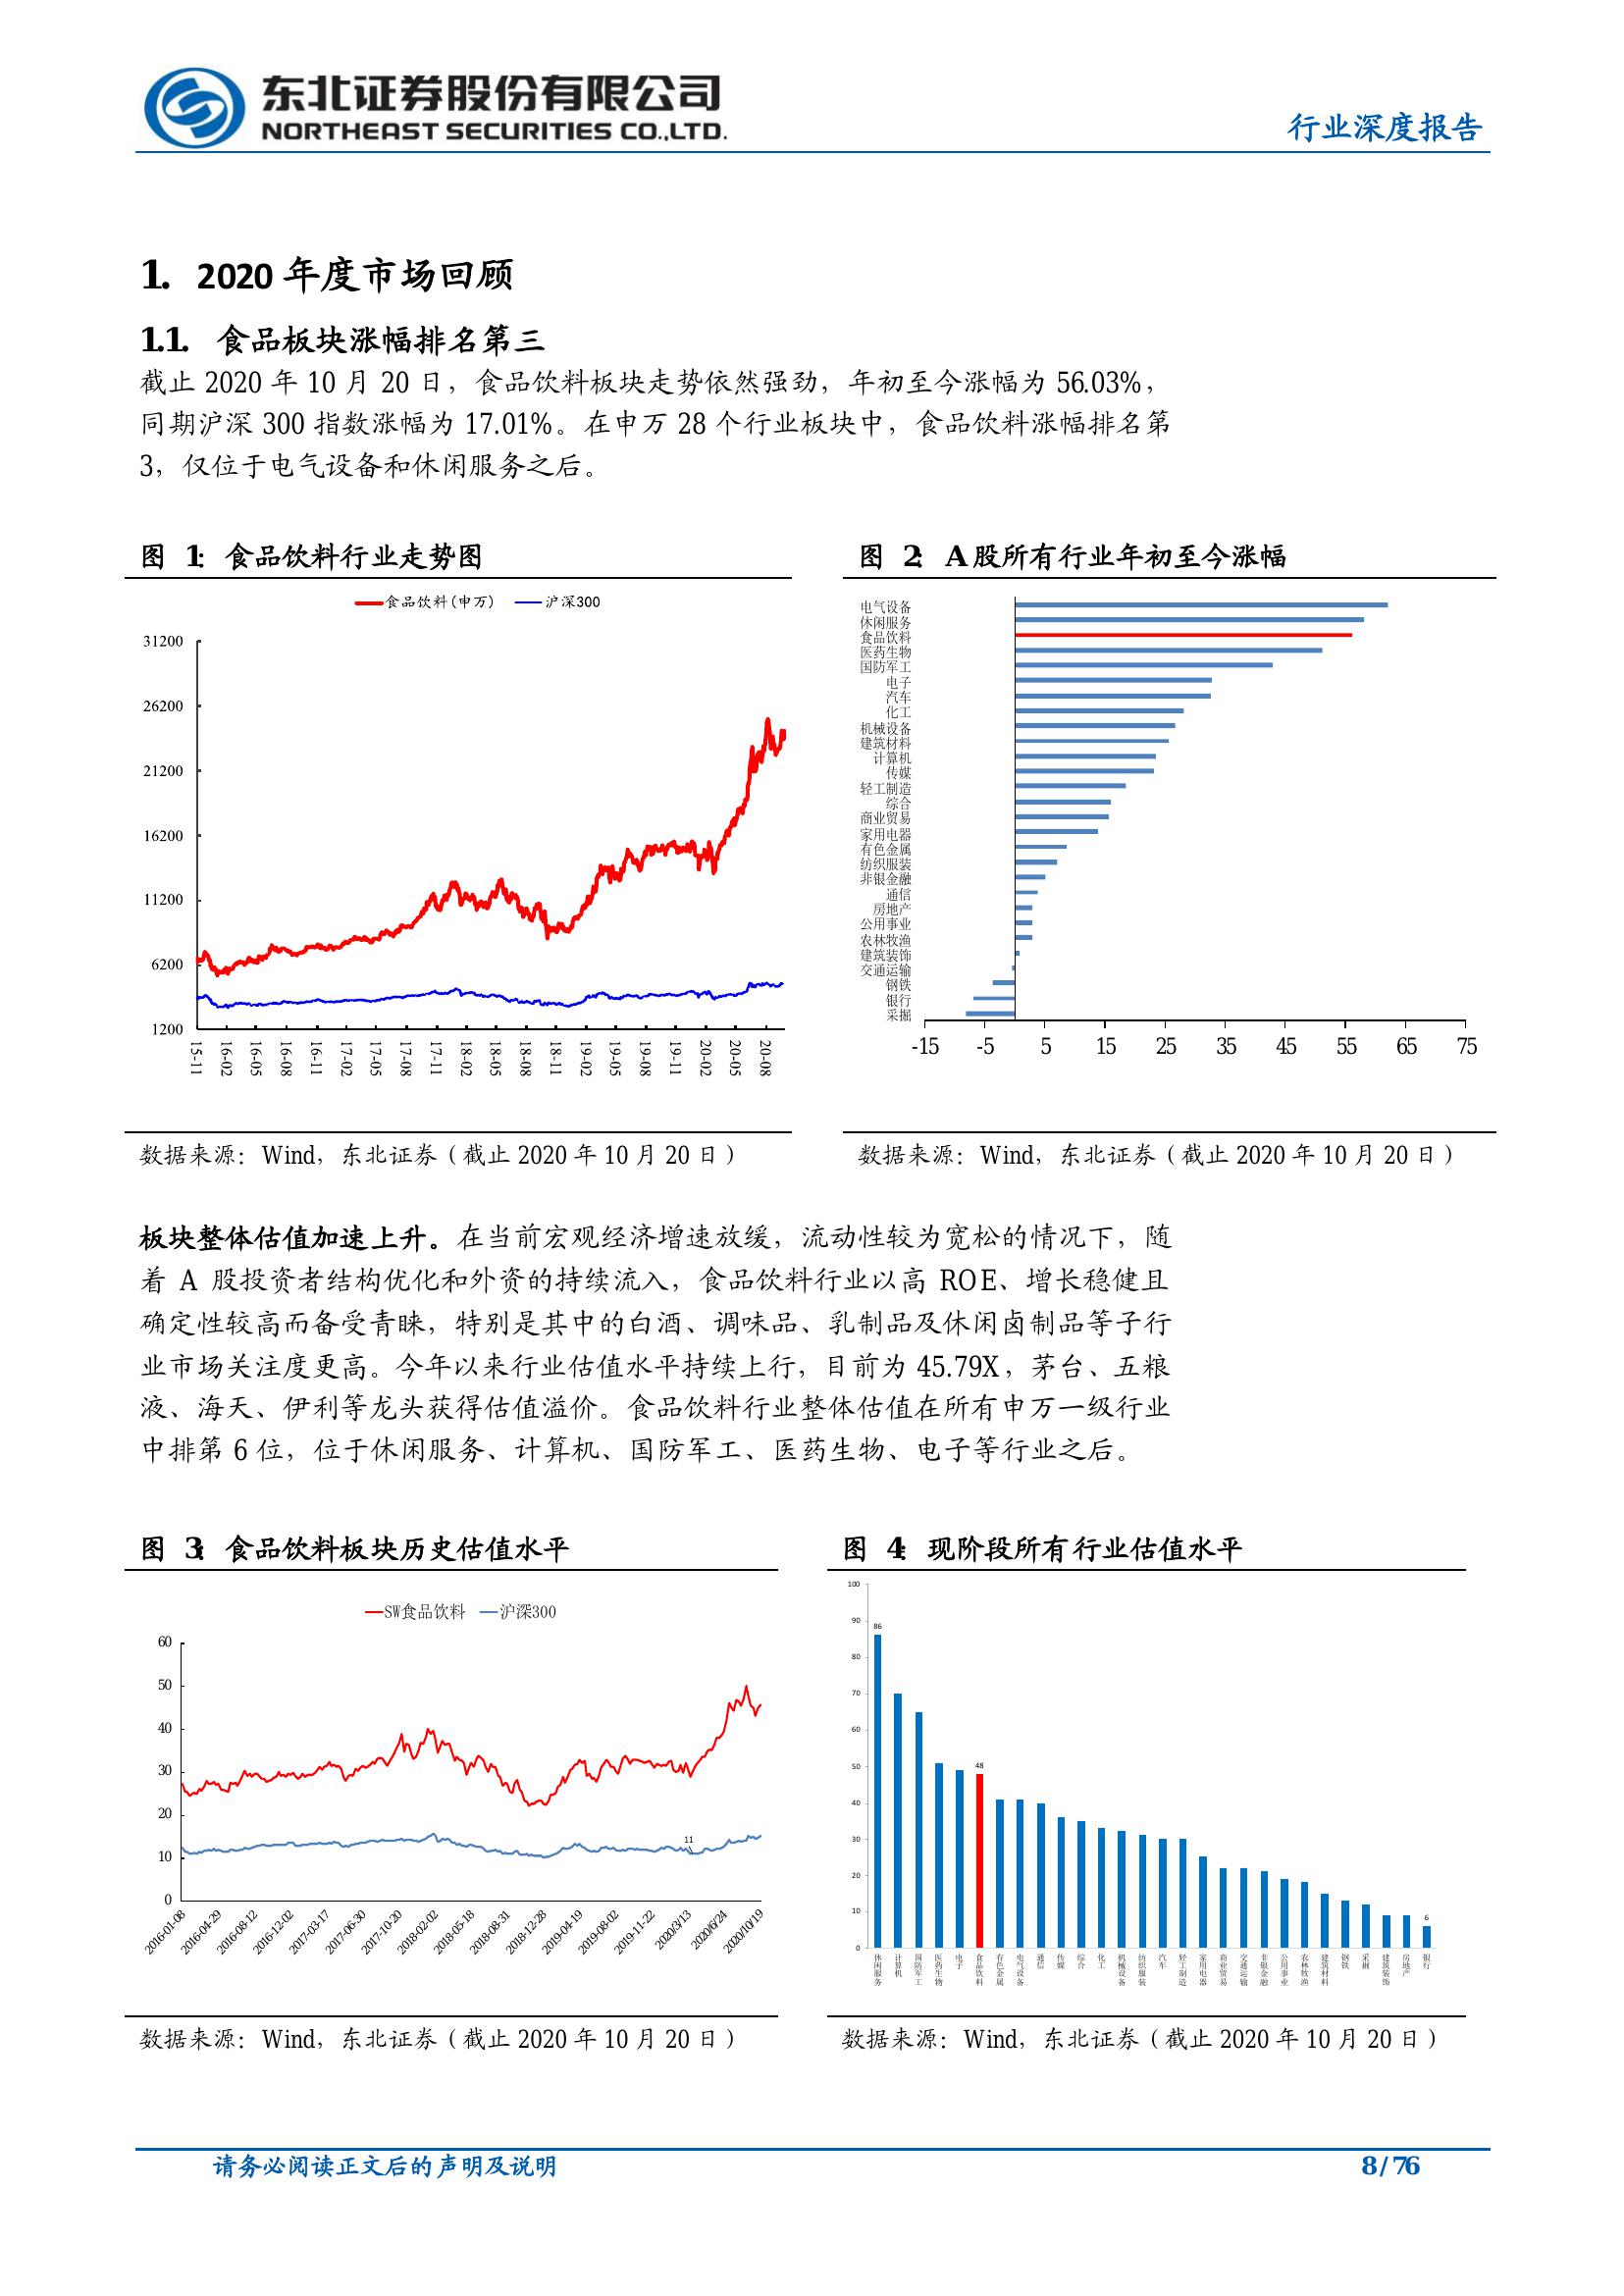 东北证券股份有限公司
NORTHEAST SECURITIES CO.,LTD.
行业深度报告
1. 2020 年度市场回顾
1.1. 食品板块涨幅排名第三
截止 2020 年 10 月 20 日，食品饮料板块走势依然强劲，年初至今涨幅为 56.03%，
同期沪深 300 指数涨幅为 17.01%。在申万 28 个行业板块中，食品饮料涨幅排名第
3，仅位于电气设备和休闲服务之后。
图 1：食品饮料行业走势图
食品饮料(申万) 沪深300
31200
26200
21200
16200
11200
6200
1200
15-11 16-02 16-05 16-08 16-11 17-02 17-05 17-08 17-11 18-02 18-05 18-08 18-11 19-02 19-05 19-08 19-11 20-02 20-05 20-08
数据来源：Wind，东北证券（截止 2020 年 10 月 20 日）
图 2：A 股所有行业年初至今涨幅
电气设备
休闲服务
食品饮料
医药生物
国防军工
电子
汽车
化工
机械设备
建筑材料
计算机
传媒
轻工制造
综合
商业贸易
家用电器
有色金属
纺织服装
非银金融
通信
房地产
公用事业
农林牧渔
建筑装饰
交通运输
钢铁
银行
采掘
-15 -5 5 15 25 35 45 55 65 75
数据来源：Wind，东北证券（截止 2020 年 10 月 20 日）
板块整体估值加速上升。在当前宏观经济增速放缓，流动性较为宽松的情况下，随
着 A 股投资者结构优化和外资的持续流入，食品饮料行业以高 ROE、增长稳健且
确定性较高而备受青睐，特别是其中的白酒、调味品、乳制品及休闲卤制品等子行
业市场关注度更高。今年以来行业估值水平持续上行，目前为 45.79X，茅台、五粮
液、海天、伊利等龙头获得估值溢价。食品饮料行业整体估值在所有申万一级行业
中排第 6 位，位于休闲服务、计算机、国防军工、医药生物、电子等行业之后。
图 3：食品饮料板块历史估值水平
SW食品饮料 沪深300
60
50
40
30
20
10
0
11
2016-01-08 2016-04-29 2016-08-12 2016-12-02 2017-03-17 2017-06-30 2017-10-20 2018-02-02 2018-05-18 2018-08-31 2018-12-28 2019-04-19 2019-08-02 2019-11-22 2020/3/13 2020/6/24 2020/10/19
数据来源：Wind，东北证券（截止 2020 年 10 月 20 日）
图 4：现阶段所有行业估值水平
100
90
80
70
60
50
40
30
20
10
0
86
48
6
休闲服务 计算机 国防军工 医药生物 电子 食品饮料 有色金属 电气设备 通信 传媒 综合 化工 机械设备 纺织服装 汽车 轻工制造 家用电器 商业贸易 交通运输 非银金融 公用事业 农林牧渔 建筑材料 钢铁 采掘 建筑装饰 房地产 银行
数据来源：Wind，东北证券（截止 2020 年 10 月 20 日）
请务必阅读正文后的声明及说明
8 / 76